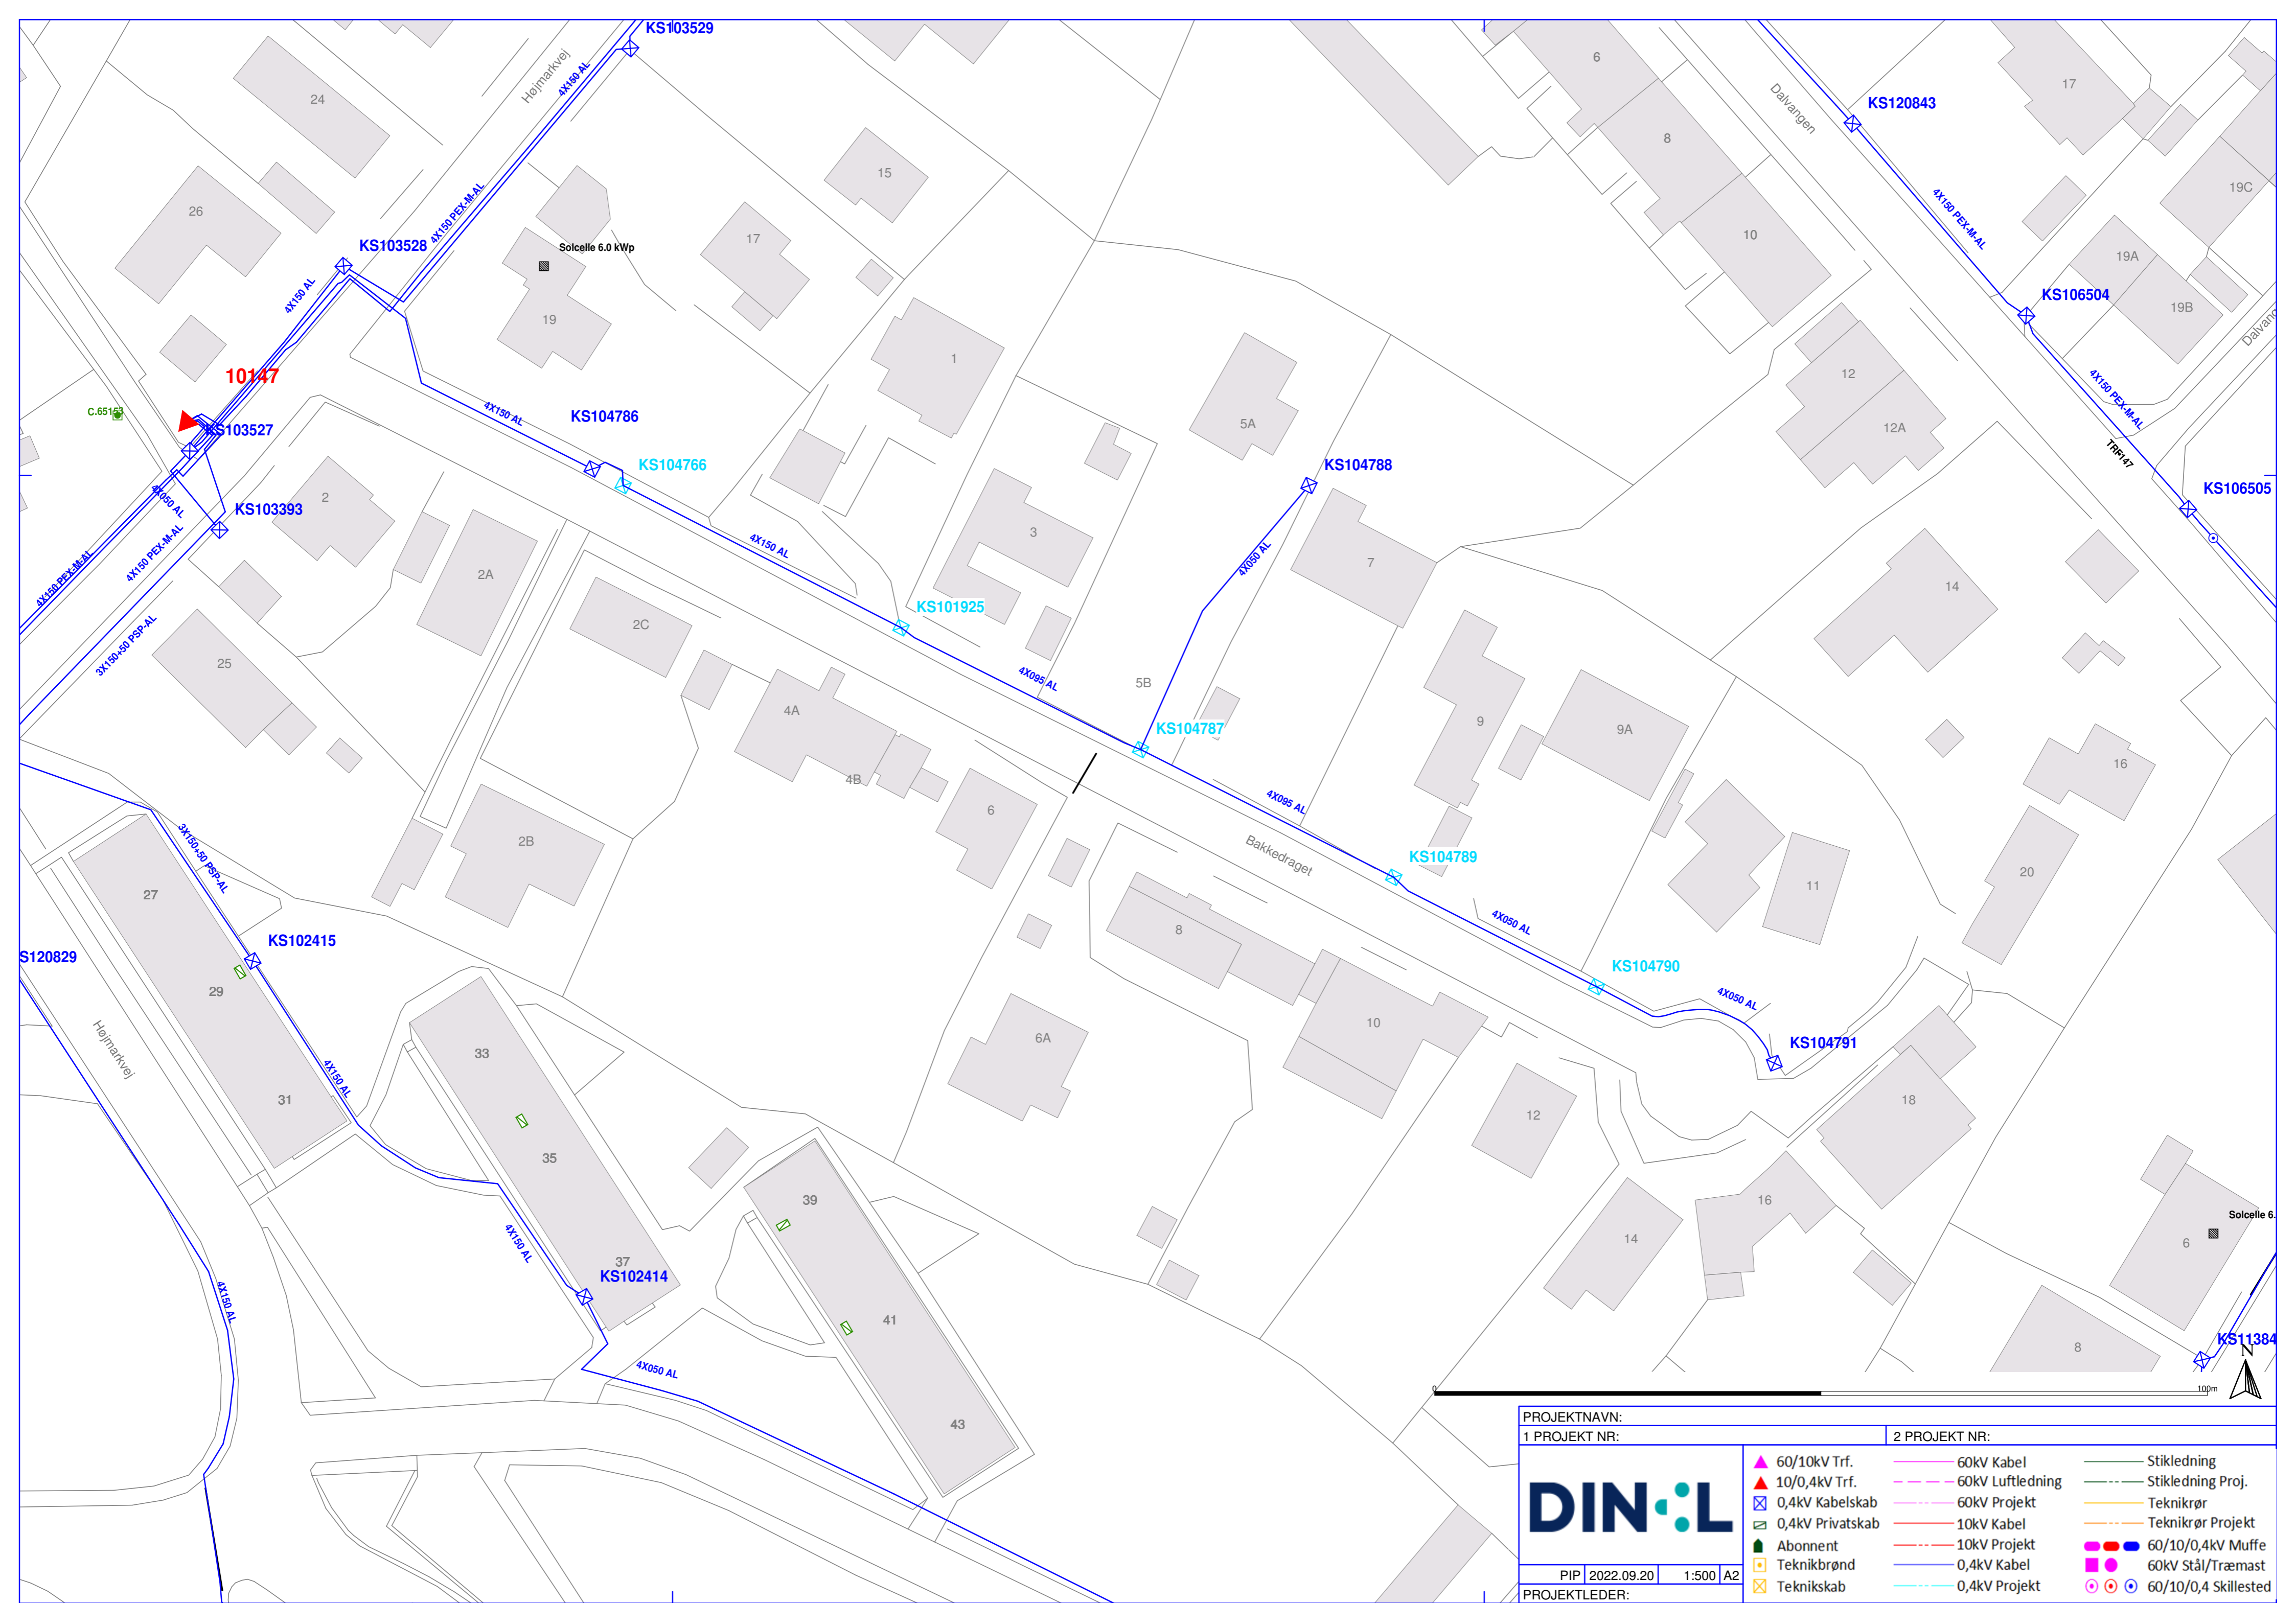 KS103529
Højmarkvej
4X150 AL
24
6
Dalvangen
17
KS120843
8
15
19C
4X150 PEX-M-AL
4X150 PEX-M-AL
26
17
10
19A
KS103528
Solcelle 6.0 kWp
4X150 AL
KS106504
19B
19
1
12
10147
4X150 PEX-M-AL
C.65153
4X150 AL
KS104786
5A
12A
KS103527
KS104766
KS104788
TRF147
KS106505
2
4X050 AL
KS103393
3
4X150 AL
4X150 PEX-M-AL
4X050 AL
7
4X150 PEX-M-AL
2A
14
KS101925
2C
3X150+50 PSP-AL
25
4X095 AL
5B
4A
9
9A
KS104787
4B
16
4X095 AL
6
2B
3X150+50 PSP-AL
Bakkedraget
KS104789
20
11
27
4X050 AL
8
KS102415
S120829
KS104790
29
4X050 AL
10
Højmarkvej
6A
KS104791
33
4X150 AL
31
18
12
35
39
16
Solcelle 6.
4X150 AL
14
6
37
KS102414
4X150 AL
41
KS11384
8
N
4X050 AL
0
100m
43
PROJEKTNAVN:
1 PROJEKT NR:
2 PROJEKT NR:
DIN EL
60/10kV Trf.
10/0,4kV Trf.
0,4kV Kabelskab
0,4kV Privatskab
Abonnent
Teknikbrønd
Teknikskab
60kV Kabel
60kV Luftledning
60kV Projekt
10kV Kabel
10kV Projekt
0,4kV Kabel
0,4kV Projekt
Stikledning
Stikledning Proj.
Teknikrør
Teknikrør Projekt
60/10/0,4kV Muffe
60kV Stål/Træmast
60/10/0,4 Skillested
PIP
2022.09.20
1:500
A2
PROJEKTLEDER: